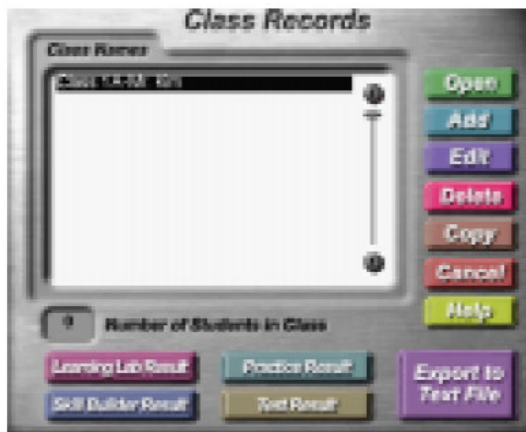 Class Records
Class Names
Open
Add
Edit
Delete
Copy
Cancel
Help
Number of Students in Class
Learning Lab Result
Practice Result
Skill Builder Result
Test Result
Export to
Text File